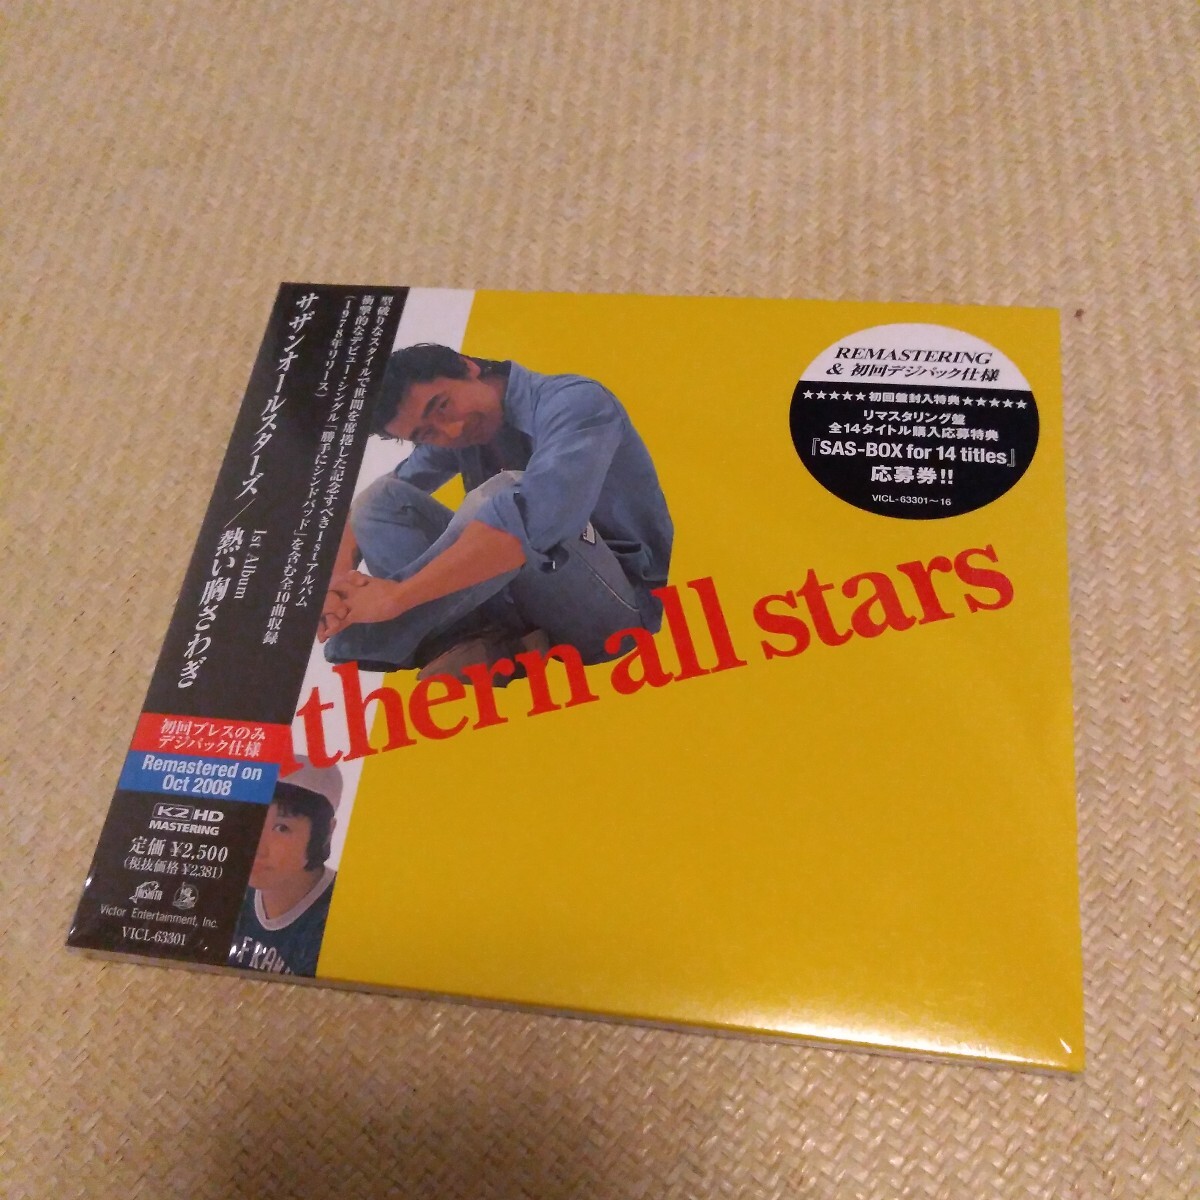 型破りなスタイルで世間を席捲した記念すべき1stアルバム
衝撃的なデビュー・シングル「勝手にシンドバッド」を含む全10曲収録
(1978年リリース)
サザンオールスターズ/熱い胸さわぎ
1st Album
初回プレスのみ
デジパック仕様
Remastered on
Oct 2008
K2 HD
MASTERING
定価 ¥2,500
(税抜価格¥2,381)
Victor Entertainment, Inc.
VICL-63301
thern all stars
REMASTERING
& 初回デジパック仕様
★★★★★初回盤封入特典★★★★★
リマスタリング盤
全14タイトル購入応募特典
『SAS-BOX for 14 titles』
応募券!!
VICL-63301〜16